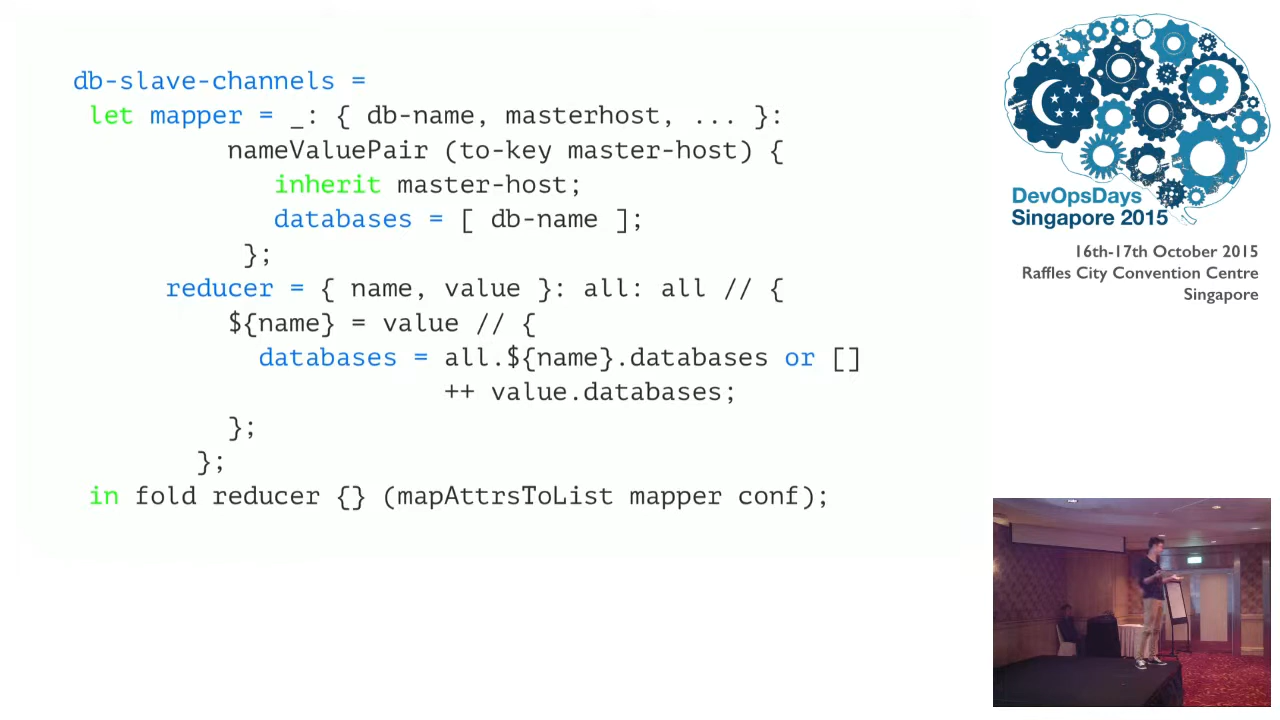 db-slave-channels =
let mapper = _: { db-name, masterhost, ... }:
nameValuePair (to-key master-host) {
inherit master-host;
databases = [ db-name ];
};
reducer = { name, value }: all: all // {
${name} = value // {
databases = all.${name}.databases or []
++ value.databases;
};
};
in fold reducer {} (mapAttrsToList mapper conf);
DevOpsDays
Singapore 2015
16th-17th October 2015
Raffles City Convention Centre
Singapore